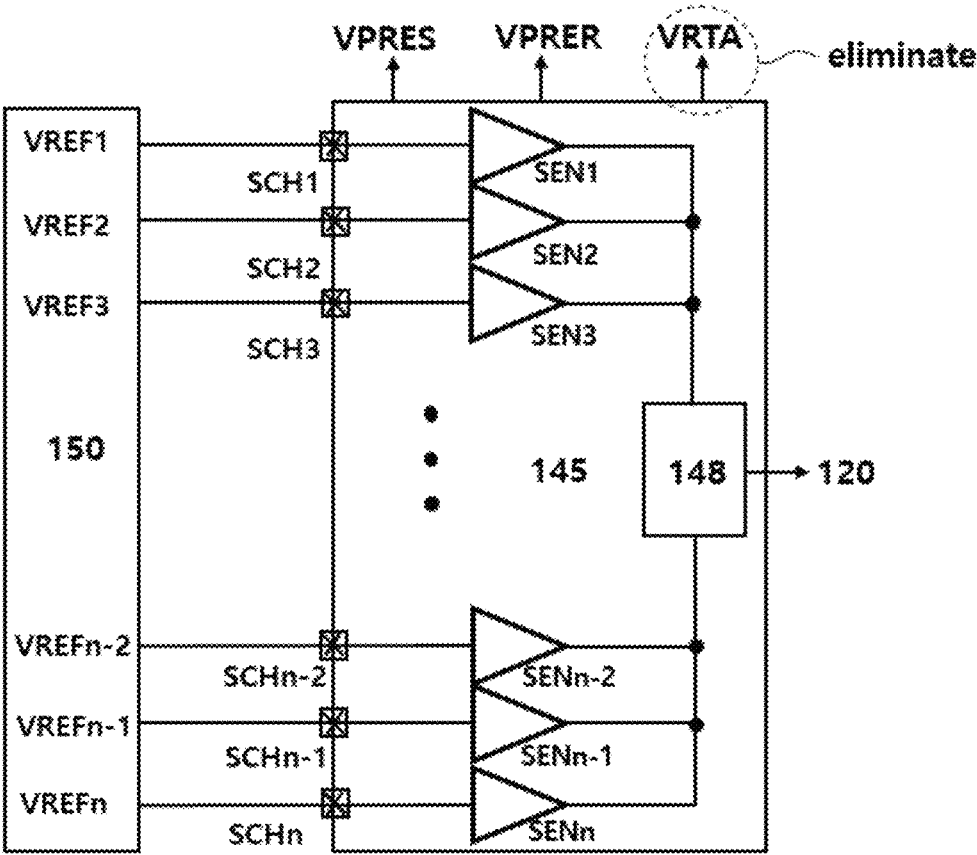 VPRES VPRER VRTA
eliminate
VREF1
SCH1
SEN1
VREF2
SCH2
SEN2
VREF3
SCH3
SEN3
150
145
148
120
VREFn-2
SCHn-2
SENn-2
VREFn-1
SCHn-1
SENn-1
VREFn
SCHn
SENn